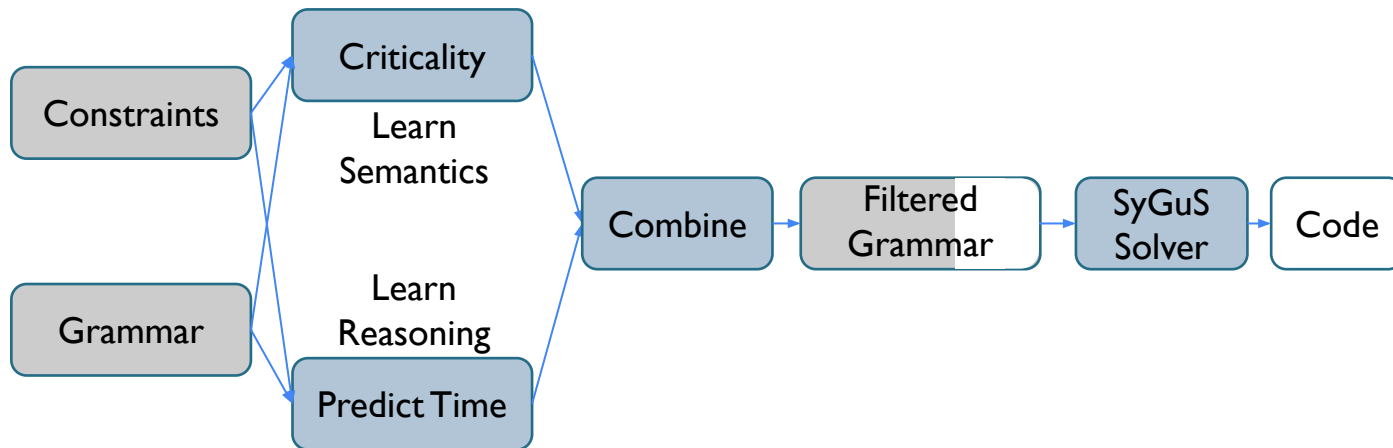 Constraints
Grammar
Criticality
Learn
Semantics
Learn
Reasoning
Predict Time
Combine
Filtered
Grammar
SyGuS
Solver
Code